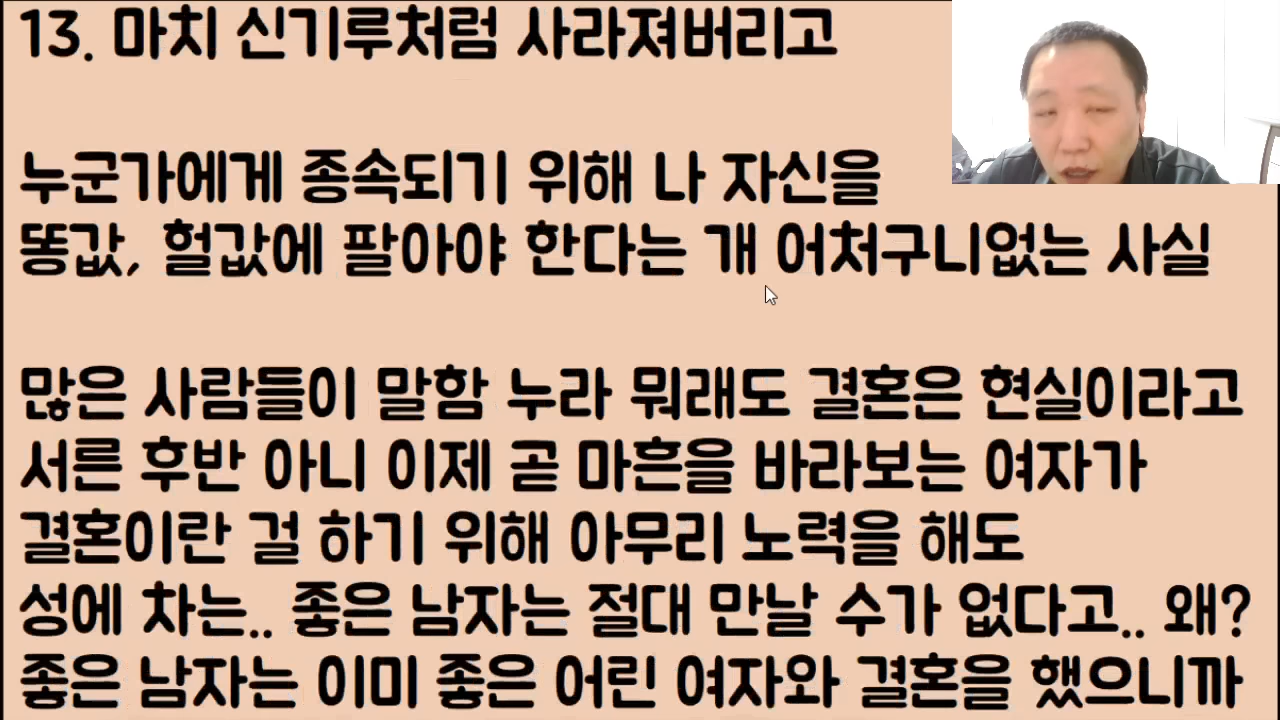 13. 마치 신기루처럼 사라져버리고
누군가에게 종속되기 위해 나 자신을
똥값, 헐값에 팔아야 한다는 개 어처구니없는 사실
많은 사람들이 말함 누라 뭐래도 결혼은 현실이라고
서른 후반 아니 이제 곧 마흔을 바라보는 여자가
결혼이란 걸 하기 위해 아무리 노력을 해도
성에 차는.. 좋은 남자는 절대 만날 수가 없다고.. 왜?
좋은 남자는 이미 좋은 어린 여자와 결혼을 했으니까